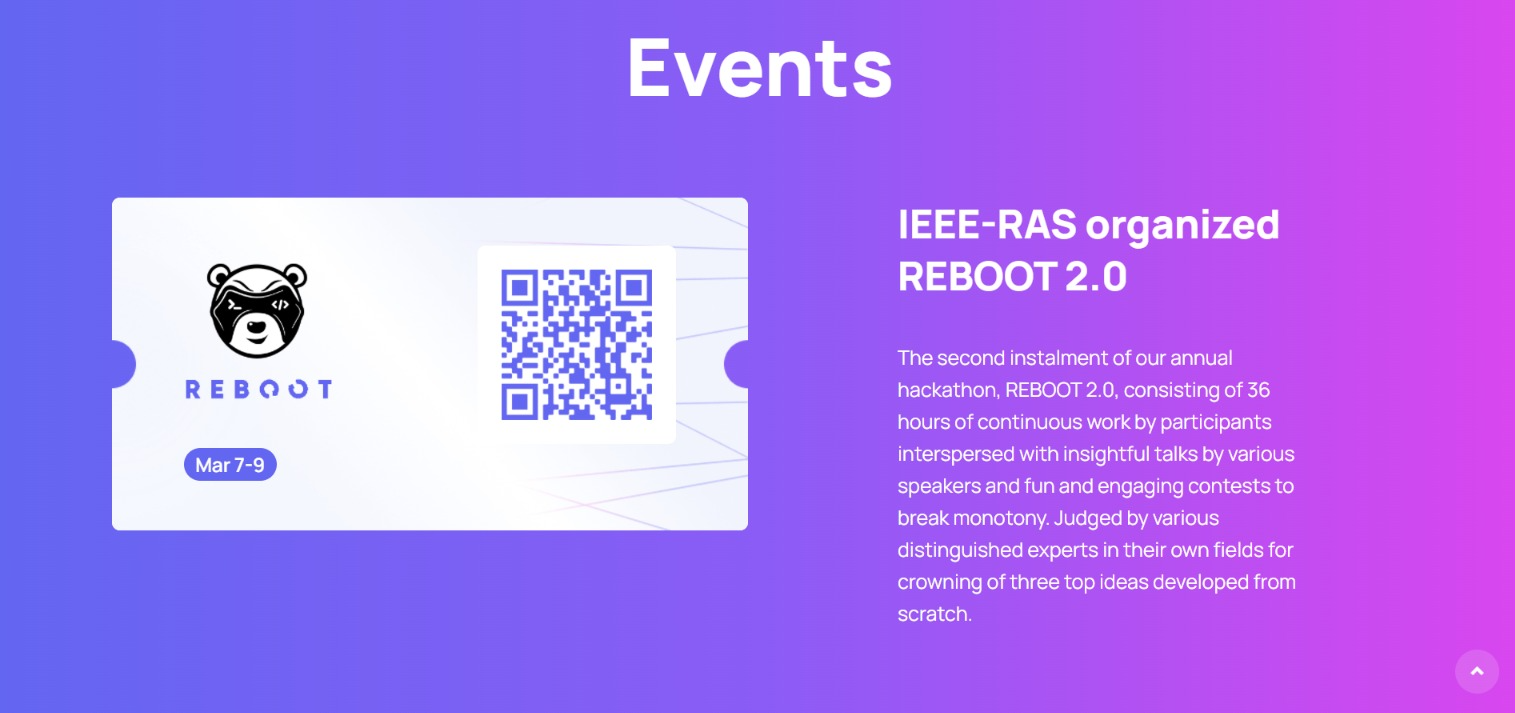 Events
REBOOT
Mar 7-9
IEEE-RAS organized
REBOOT 2.0
The second instalment of our annual
hackathon, REBOOT 2.0, consisting of 36
hours of continuous work by participants
interspersed with insightful talks by various
speakers and fun and engaging contests to
break monotony. Judged by various
distinguished experts in their own fields for
crowning of three top ideas developed from
scratch.